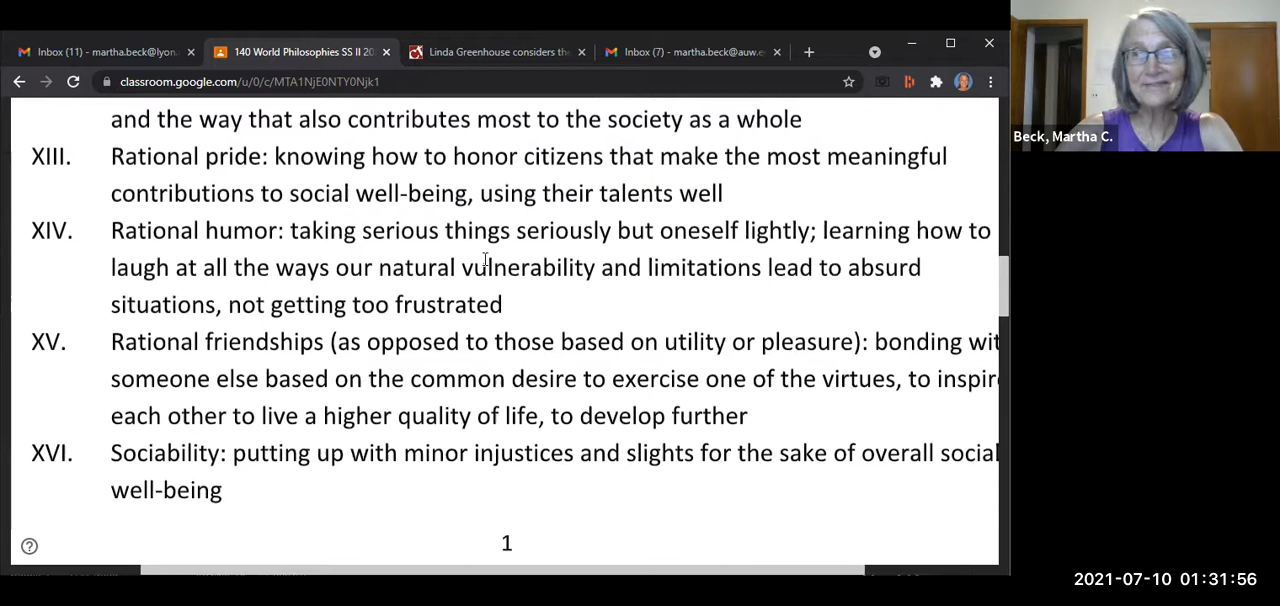 Inbox (11) - martha.beck@lyon.
140 World Philosophies SS II 20
Linda Greenhouse considers the
Inbox (7) - martha.beck@auw.e
classroom.google.com/u/0/c/MTA1NjE0NTY0Njk1
and the way that also contributes most to the society as a whole
XIII. Rational pride: knowing how to honor citizens that make the most meaningful
contributions to social well-being, using their talents well
XIV. Rational humor: taking serious things seriously but oneself lightly; learning how to
laugh at all the ways our natural vulnerability and limitations lead to absurd
situations, not getting too frustrated
XV. Rational friendships (as opposed to those based on utility or pleasure): bonding wit
someone else based on the common desire to exercise one of the virtues, to inspir
each other to live a higher quality of life, to develop further
XVI. Sociability: putting up with minor injustices and slights for the sake of overall social
well-being
1
Beck, Martha C.
2021-07-10 01:31:56